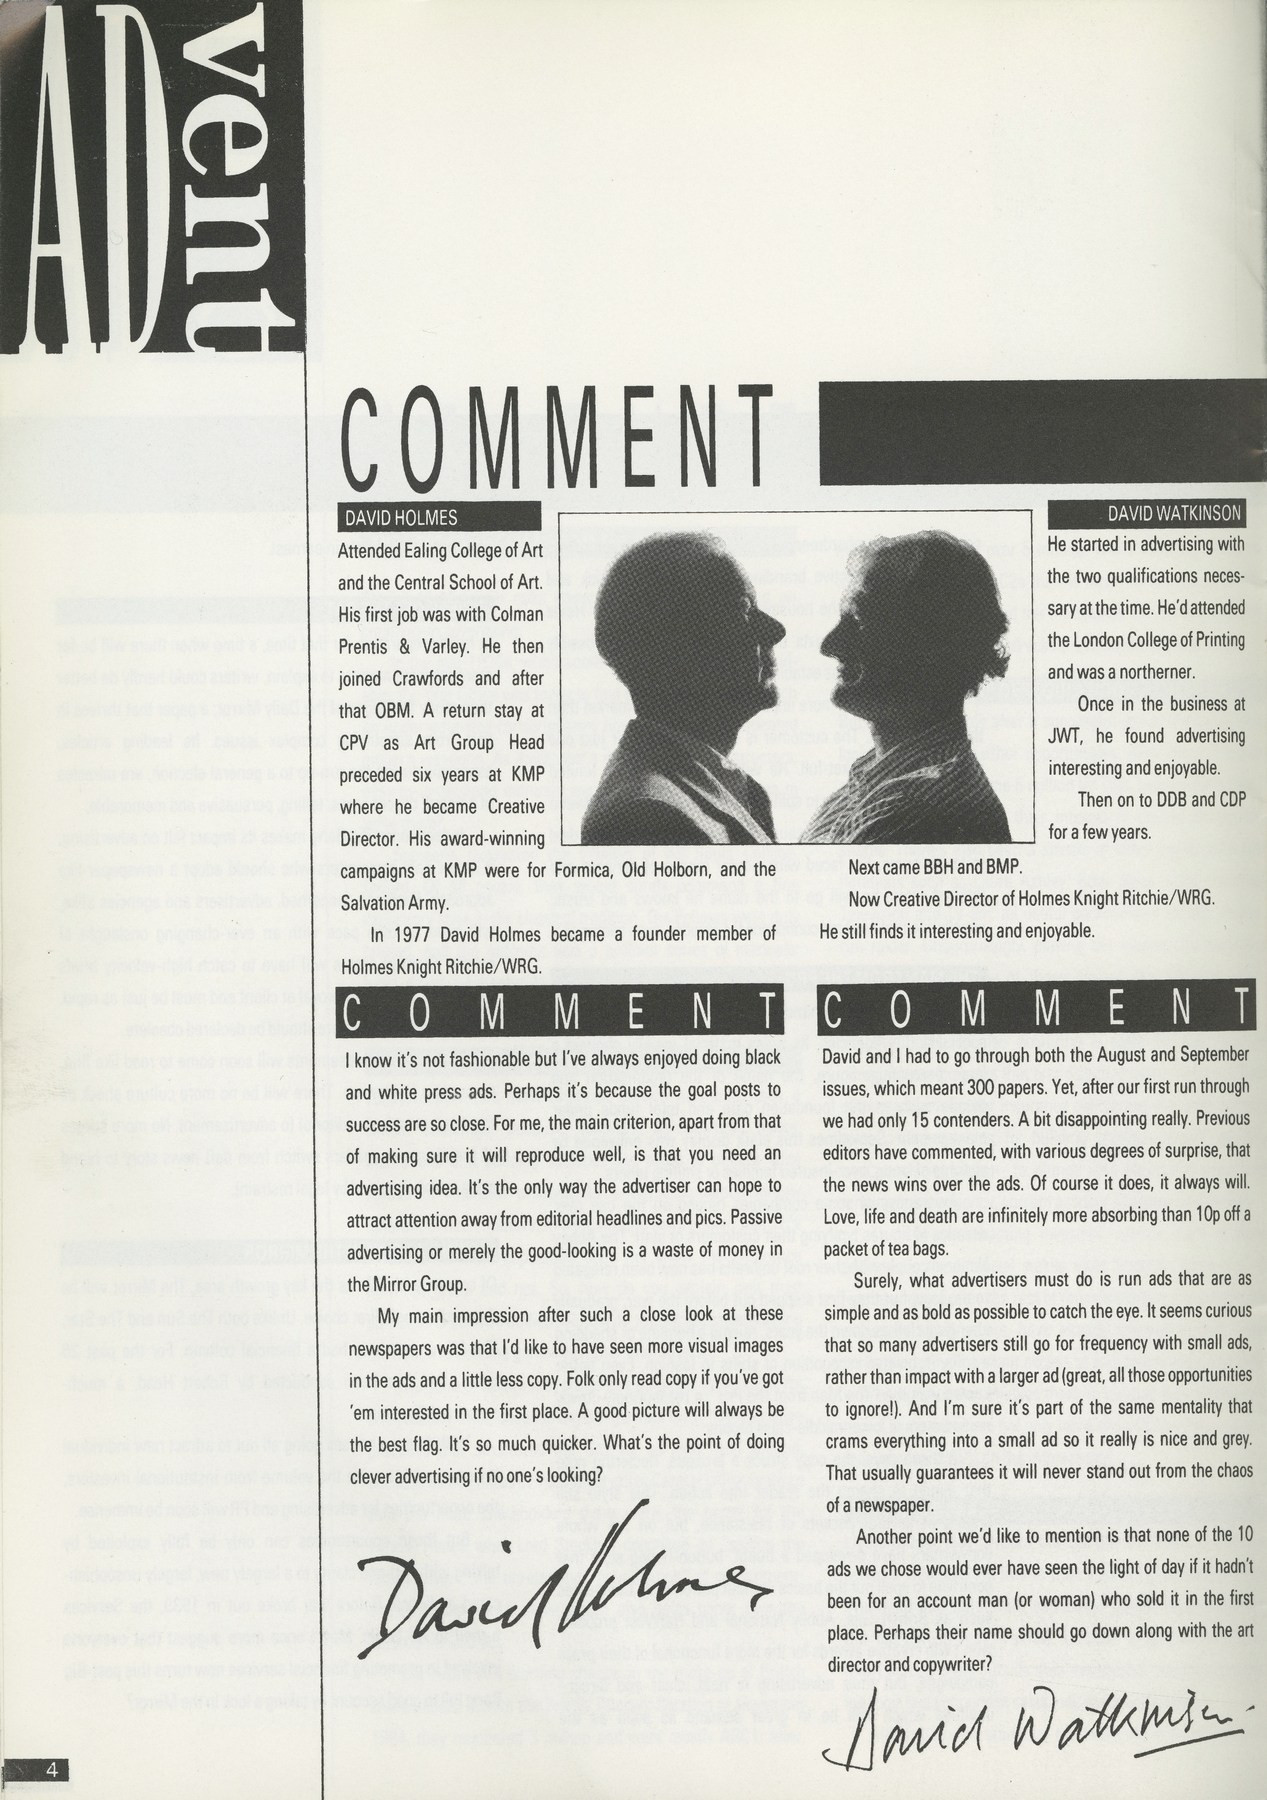 ADvent
COMMENT
DAVID HOLMES
Attended Ealing College of Art
and the Central School of Art.
His first job was with Colman
Prentis & Varley. He then
joined Crawfords and after
that OBM. A return stay at
CPV as Art Group Head
preceded six years at KMP
where he became Creative
Director. His award-winning
campaigns at KMP were for Formica, Old Holborn, and the
Salvation Army.
In 1977 David Holmes became a founder member of
Holmes Knight Ritchie/WRG.
DAVID WATKINSON
He started in advertising with
the two qualifications neces-
sary at the time. He'd attended
the London College of Printing
and was a northerner.
Once in the business at
JWT, he found advertising
interesting and enjoyable.
Then on to DDB and CDP
for a few years.
Next came BBH and BMP.
Now Creative Director of Holmes Knight Ritchie/WRG.
He still finds it interesting and enjoyable.
COMMENT
I know it's not fashionable but I've always enjoyed doing black
and white press ads. Perhaps it's because the goal posts to
success are so close. For me, the main criterion, apart from that
of making sure it will reproduce well, is that you need an
advertising idea. It's the only way the advertiser can hope to
attract attention away from editorial headlines and pics. Passive
advertising or merely the good-looking is a waste of money in
the Mirror Group.
My main impression after such a close look at these
newspapers was that I'd like to have seen more visual images
in the ads and a little less copy. Folk only read copy if you've got
'em interested in the first place. A good picture will always be
the best flag. It's so much quicker. What's the point of doing
clever advertising if no one's looking?
David Holmes
COMMENT
David and I had to go through both the August and September
issues, which meant 300 papers. Yet, after our first run through
we had only 15 contenders. A bit disappointing really. Previous
editors have commented, with various degrees of surprise, that
the news wins over the ads. Of course it does, it always will.
Love, life and death are infinitely more absorbing than 10p off a
packet of tea bags.
Surely, what advertisers must do is run ads that are as
simple and as bold as possible to catch the eye. It seems curious
that so many advertisers still go for frequency with small ads,
rather than impact with a larger ad (great, all those opportunities
to ignore!). And I'm sure it's part of the same mentality that
crams everything into a small ad so it really is nice and grey.
That usually guarantees it will never stand out from the chaos
of a newspaper.
Another point we'd like to mention is that none of the 10
ads we chose would ever have seen the light of day if it hadn't
been for an account man (or woman) who sold it in the first
place. Perhaps their name should go down along with the art
director and copywriter?
David Watkinson
4